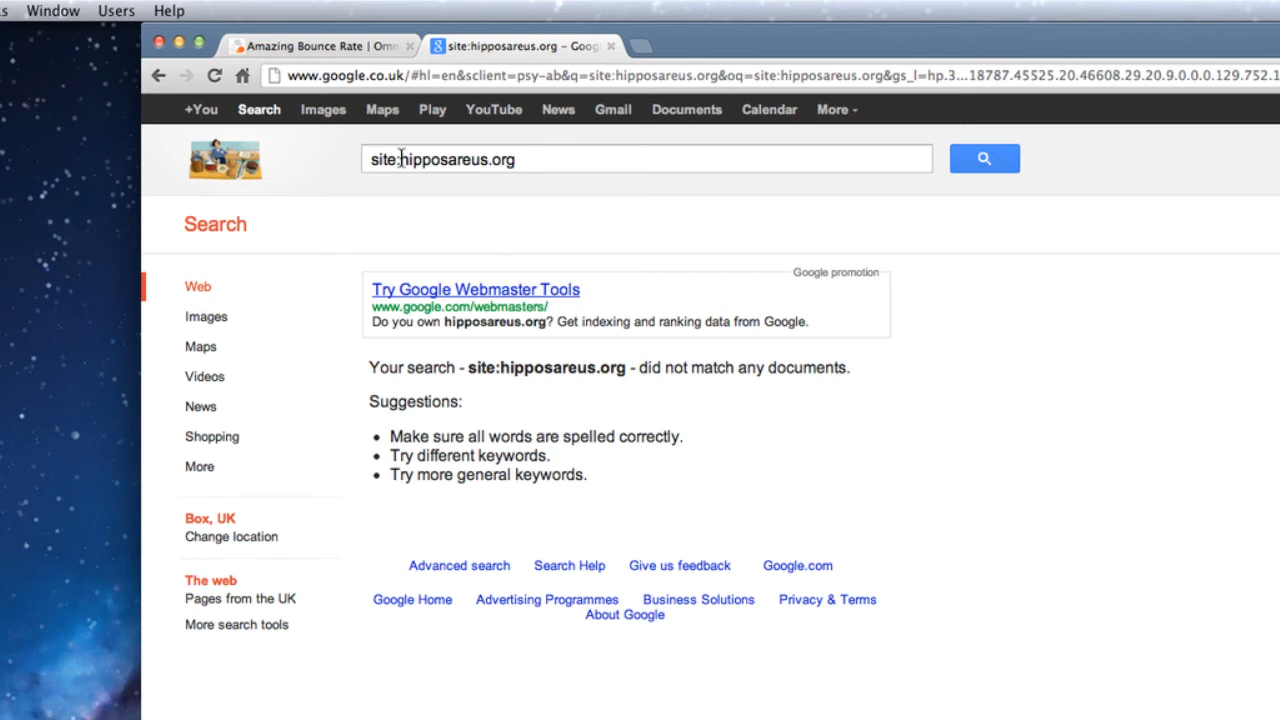 Window Users Help
Amazing Bounce Rate | Omn
site:hipposareus.org - Goog
www.google.co.uk/#hl=en&sclient=psy-ab&q=site:hipposareus.org&oq=site:hipposareus.org&gs_l=hp.3...18787.45525.20.46608.29.20.9.0.0.0.129.752.1
+You Search Images Maps Play YouTube News Gmail Documents Calendar More
site:hipposareus.org
Search
Google promotion
Try Google Webmaster Tools
www.google.com/webmasters/
Do you own hipposareus.org? Get indexing and ranking data from Google.
Web
Images
Maps
Videos
News
Shopping
More
Your search - site:hipposareus.org - did not match any documents.
Suggestions:
• Make sure all words are spelled correctly.
• Try different keywords.
• Try more general keywords.
Box, UK
Change location
The web
Pages from the UK
More search tools
Advanced search Search Help Give us feedback Google.com
Google Home Advertising Programmes Business Solutions Privacy & Terms
About Google